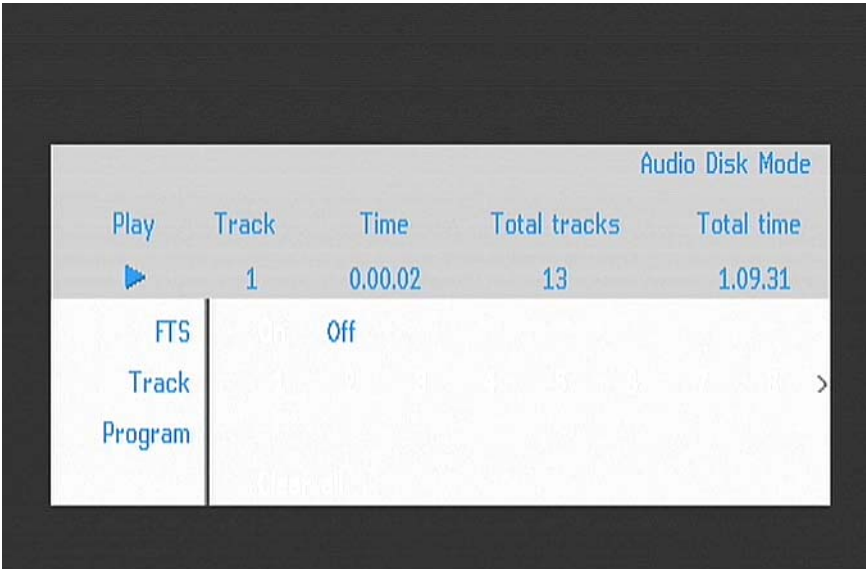 Audio Disk Mode
Play Track Time Total tracks Total time
1 0.00.02 13 1.09.31
FTS Off
Track >
Program